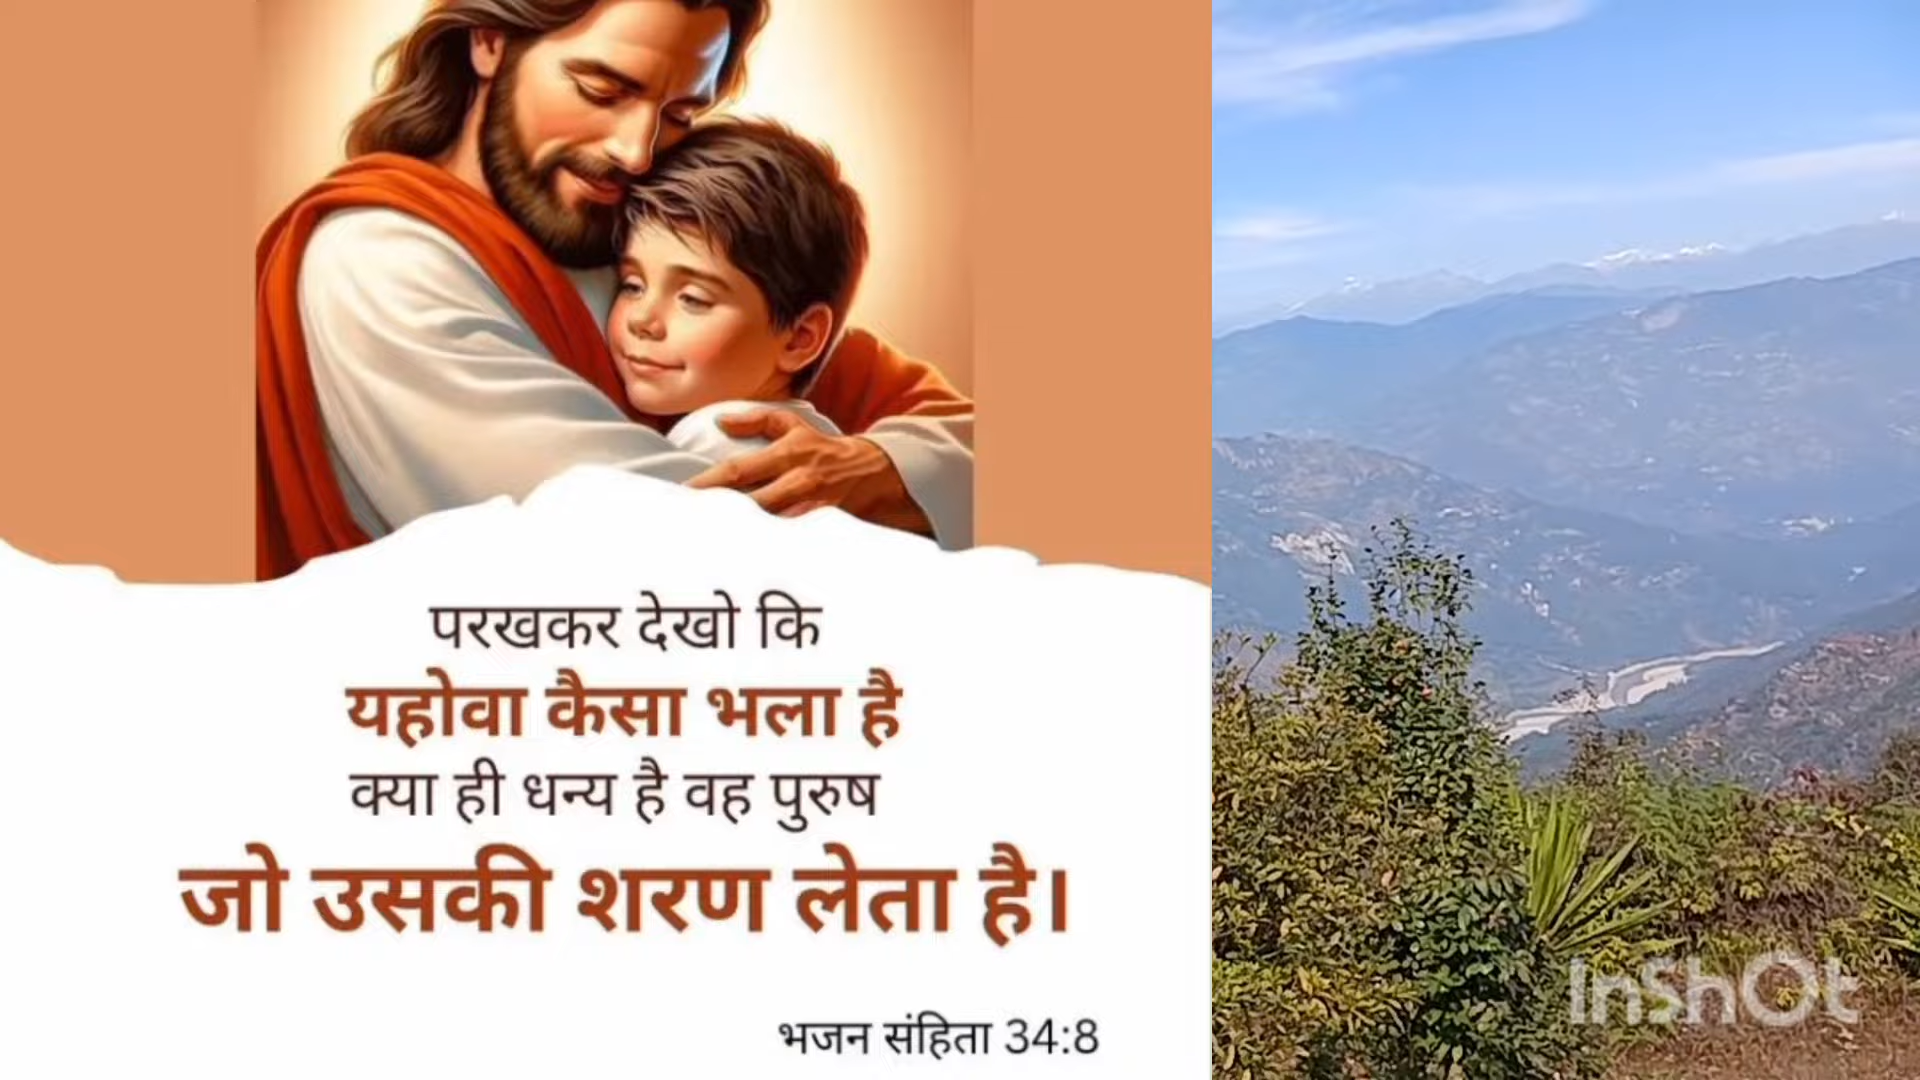 परखकर देखो कि
यहोवा कैसा भला है
क्या ही धन्य है वह पुरुष
जो उसकी शरण लेता है।
भजन संहिता 34:8
InShOt